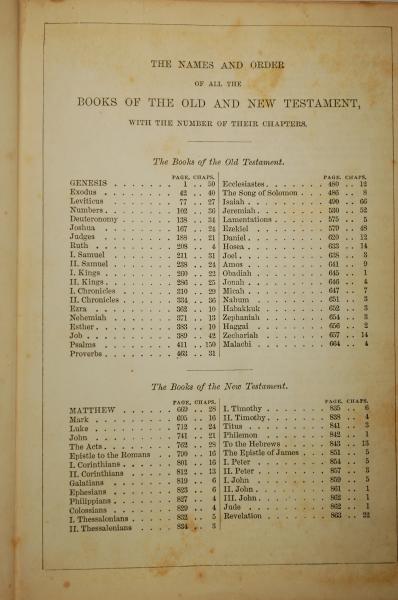 THE NAMES AND ORDER
OF ALL THE
BOOKS OF THE OLD AND NEW TESTAMENT,
WITH THE NUMBER OF THEIR CHAPTERS.
The Books of the Old Testament.
PAGE. CHAPS.
GENESIS . . . . . . . 1 . . 50
Exodus . . . . . . . 42 . . 40
Leviticus . . . . . . . 77 . . 27
Numbers . . . . . . . 102 . . 36
Deuteronomy . . . . . . 138 . . 34
Joshua . . . . . . . 167 . . 24
Judges . . . . . . . 188 . . 21
Ruth . . . . . . . 208 . . 4
I. Samuel . . . . . . 211 . . 31
II. Samuel . . . . . . 238 . . 24
I. Kings . . . . . . . 260 . . 22
II. Kings . . . . . . . 286 . . 25
I. Chronicles . . . . . . 310 . . 29
II. Chronicles . . . . . . 334 . . 36
Ezra . . . . . . . 362 . . 10
Nehemiah . . . . . . 371 . . 13
Esther . . . . . . . 383 . . 10
Job . . . . . . . 389 . . 42
Psalms . . . . . . . 411 . . 150
Proverbs . . . . . . . 463 . . 31
PAGE. CHAPS.
Ecclesiastes . . . . . . 480 . . 12
The Song of Solomon . . . . 486 . . 8
Isaiah . . . . . . . 490 . . 66
Jeremiah . . . . . . . 530 . . 52
Lamentations . . . . . . 575 . . 5
Ezekiel . . . . . . . 579 . . 48
Daniel . . . . . . . 620 . . 12
Hosea . . . . . . . 633 . . 14
Joel . . . . . . . 638 . . 3
Amos . . . . . . . 641 . . 9
Obadiah . . . . . . . 645 . . 1
Jonah . . . . . . . 646 . . 4
Micah . . . . . . . 647 . . 7
Nahum . . . . . . . 651 . . 3
Habakkuk . . . . . . 652 . . 3
Zephaniah . . . . . . 654 . . 3
Haggai . . . . . . . 656 . . 2
Zechariah . . . . . . 657 . . 14
Malachi . . . . . . . 664 . . 4
The Books of the New Testament.
PAGE. CHAPS.
MATTHEW . . . . . . 669 . . 28
Mark . . . . . . . 695 . . 16
Luke . . . . . . . 712 . . 24
John . . . . . . . 741 . . 21
The Acts . . . . . . . 762 . . 28
Epistle to the Romans . . . 790 . . 16
I. Corinthians . . . . . . 801 . . 16
II. Corinthians . . . . . . 812 . . 13
Galatians . . . . . . 819 . . 6
Ephesians . . . . . . 823 . . 6
Philippians . . . . . . 827 . . 4
Colossians . . . . . . 829 . . 4
I. Thessalonians . . . . . 832 . . 5
II. Thessalonians . . . . . 834 . . 3
PAGE. CHAPS.
I. Timothy . . . . . . 835 . . 6
II. Timothy . . . . . . 838 . . 4
Titus . . . . . . . 841 . . 3
Philemon . . . . . . 842 . . 1
To the Hebrews . . . . . 843 . . 13
The Epistle of James . . . . 851 . . 5
I. Peter . . . . . . . 854 . . 5
II. Peter . . . . . . . 857 . . 3
I. John . . . . . . . 859 . . 5
II. John . . . . . . . 861 . . 1
III. John . . . . . . . 862 . . 1
Jude . . . . . . . 862 . . 1
Revelation . . . . . . 863 . . 22